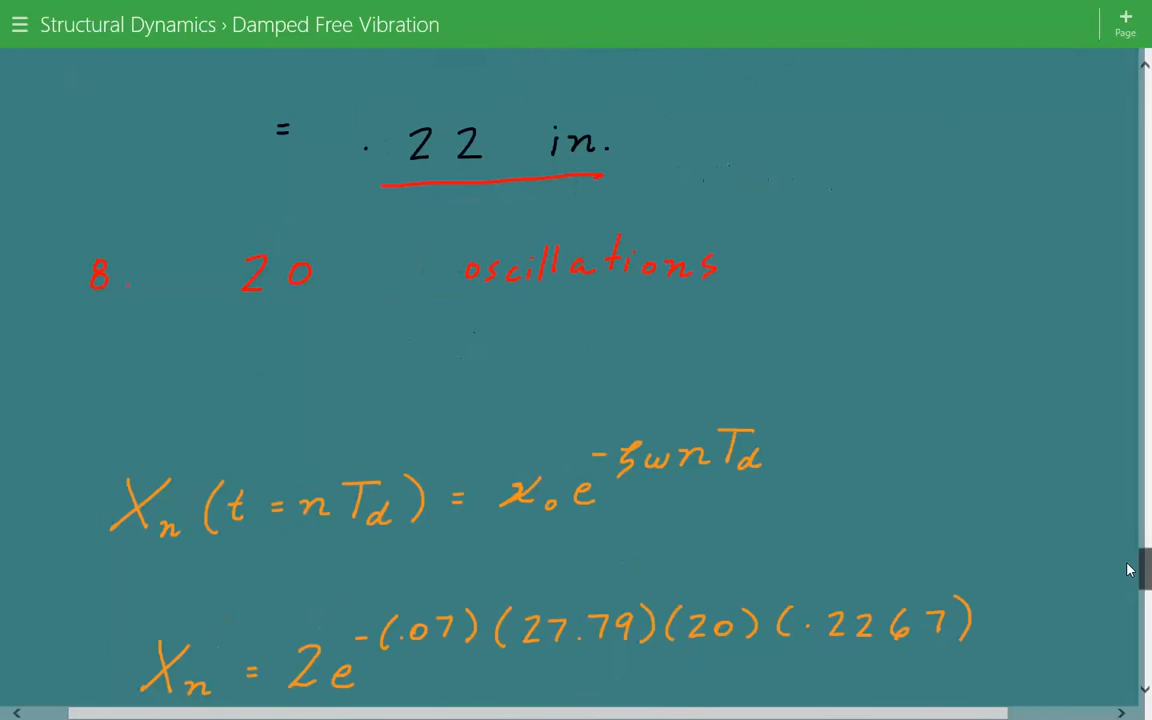 Structural Dynamics › Damped Free Vibration
Page
= .22 in.
8. 20 oscillations
Xn (t = nTd) = x₀e^-ζωnTd
Xn = 2e^-(.07)(27.79)(20)(.2267)